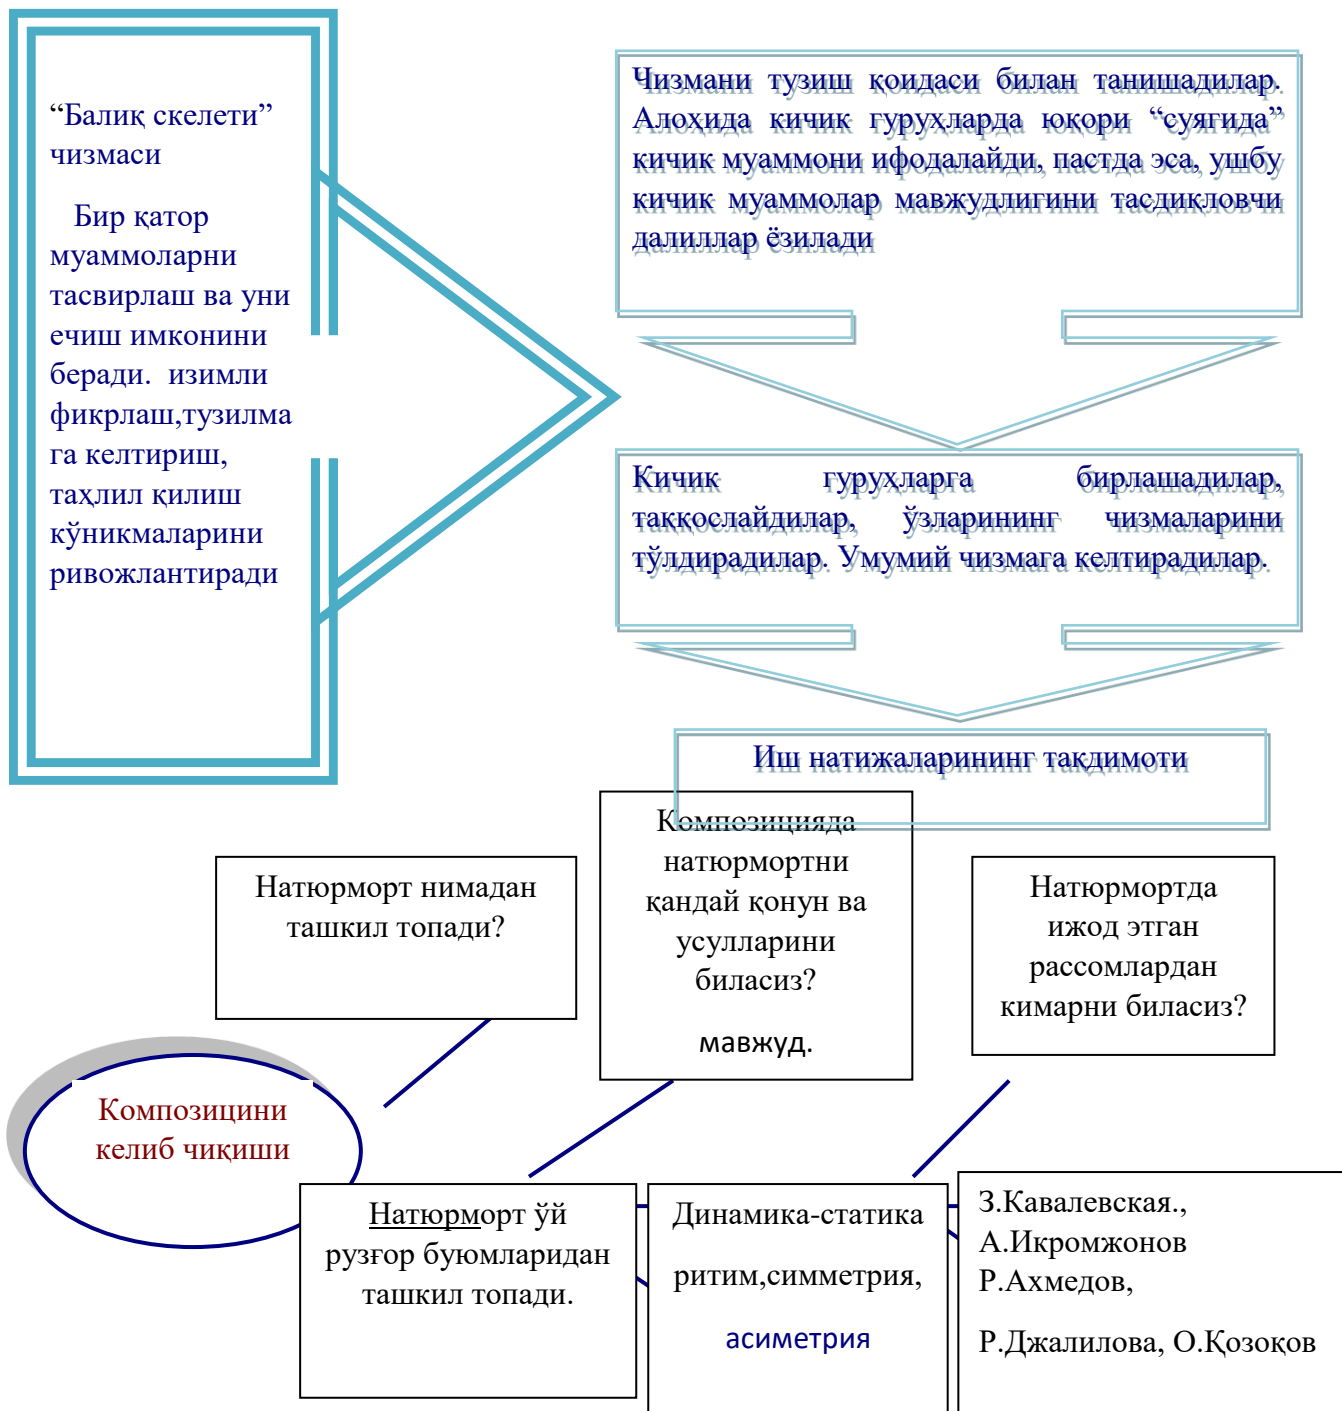 “Балиқ скелети”
чизмаси
Бир қатор
муаммоларни
тасвирлаш ва уни
ечиш имконини
беради. изимли
фикрлаш,тузилма
га келтириш,
таҳлил қилиш
кўникмаларини
ривожлантиради
Чизмани тузиш қоидаси билан танишадилар.
Алоҳида кичик гуруҳларда юқори “суягида”
кичик муаммони ифодалайди, пастда эса, ушбу
кичик муаммолар мавжудлигини тасдиқловчи
далиллар ёзилади
Кичик гуруҳларга бирлашадилар,
таққослайдилар, ўзларининг чизмаларини
тўлдирадилар. Умумий чизмага келтирадилар.
Иш натижаларининг тақдимоти
Натюрморт нимадан
ташкил топади?
Композицияда
натюрмортни
қандай қонун ва
усулларини
биласиз?
мавжуд.
Натюрмортда
ижод этган
рассомлардан
кимарни биласиз?
Композицини
келиб чиқиши
Натюрморт ўй
рузғор буюмларидан
ташкил топади.
Динамика-статика
ритим,симметрия,
асиметрия
З.Кавалевская.,
А.Икромжонов
Р.Ахмедов,
Р.Джалилова, О.Қозоқов